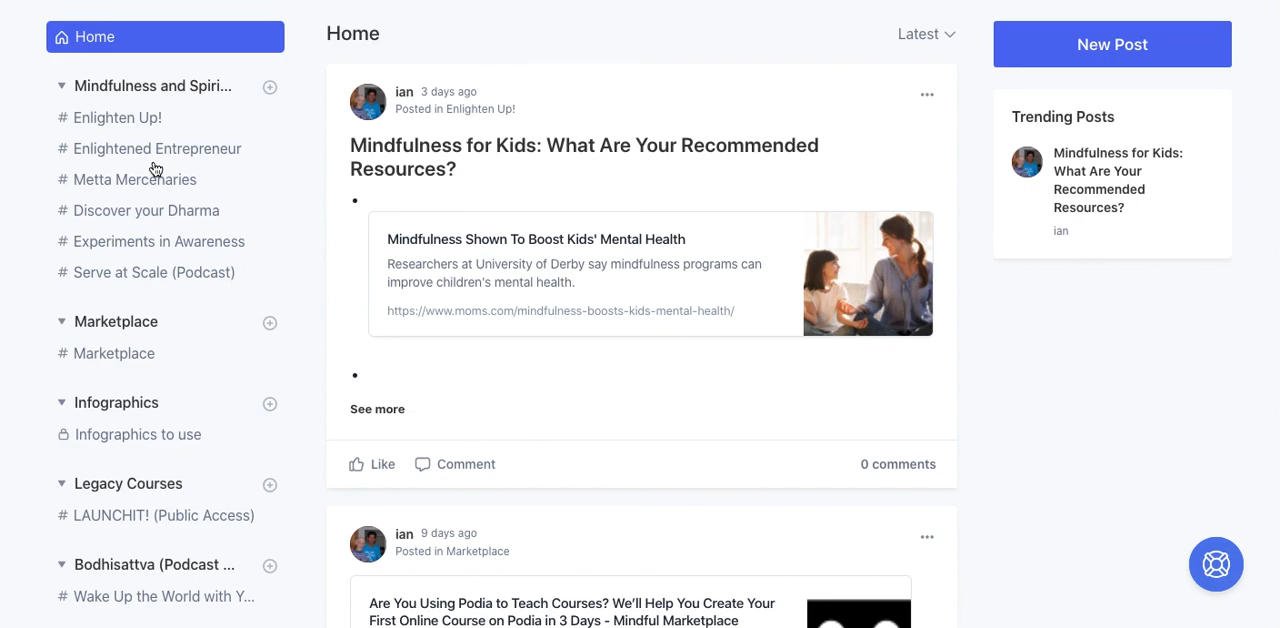 Home
Mindfulness and Spiri...
# Enlighten Up!
# Enlightened Entrepreneur
# Metta Mercenaries
# Discover your Dharma
# Experiments in Awareness
# Serve at Scale (Podcast)
Marketplace
# Marketplace
Infographics
Infographics to use
Legacy Courses
# LAUNCHIT! (Public Access)
Bodhisattva (Podcast ...
# Wake Up the World with Y...
Home
Latest
ian 3 days ago
Posted in Enlighten Up!
Mindfulness for Kids: What Are Your Recommended
Resources?
Mindfulness Shown To Boost Kids' Mental Health
Researchers at University of Derby say mindfulness programs can
improve children's mental health.
https://www.moms.com/mindfulness-boosts-kids-mental-health/
See more
Like
Comment
0 comments
ian 9 days ago
Posted in Marketplace
Are You Using Podia to Teach Courses? We'll Help You Create Your
First Online Course on Podia in 3 Days - Mindful Marketplace
New Post
Trending Posts
Mindfulness for Kids:
What Are Your
Recommended
Resources?
ian